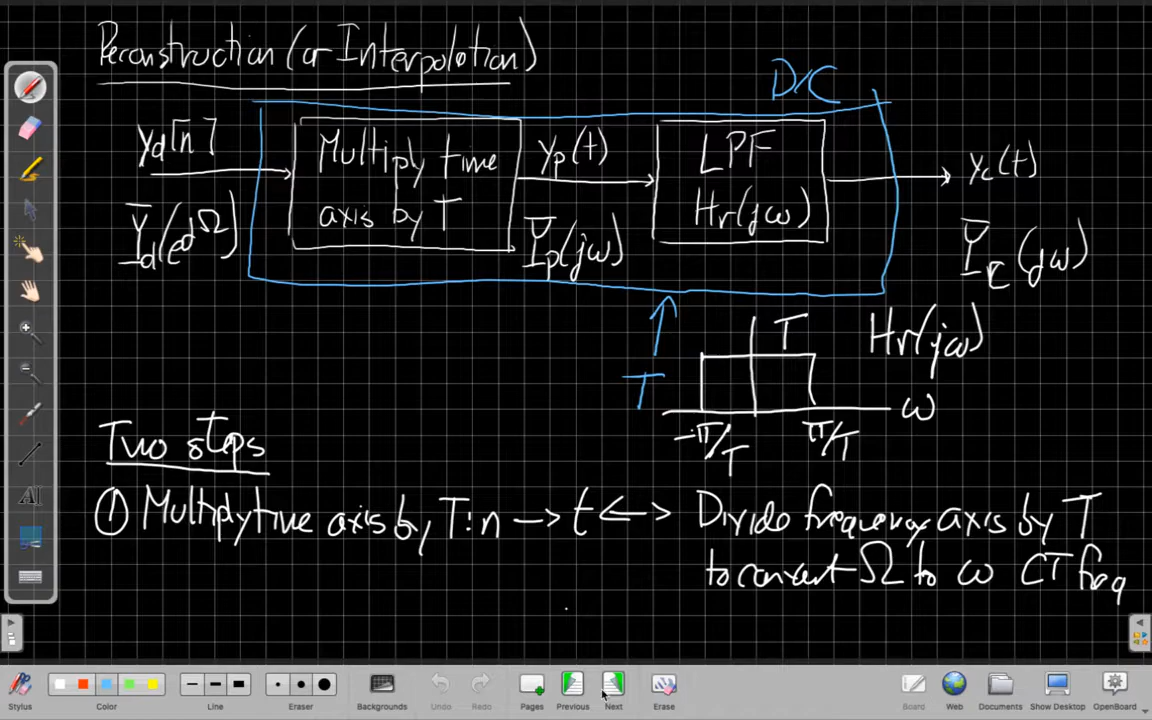 Reconstruction (or Interpolation)
D/C
yd[n]
Multiply time
axis by T
yp(t)
LPF
Hr(jω)
yc(t)
Yd(e^jΩ)
Yp(jω)
Yc(jω)
T
T
Hr(jω)
ω
-π/T
π/T
Two steps
① Multiply time axis by T: n → t ⟺ Divide frequency axis by T
to convert Ω to ω CT freq
Stylus
Color
Line
Eraser
Backgrounds
Undo
Redo
Pages
Previous
Next
Erase
Board
Web
Documents
Show Desktop
OpenBoard